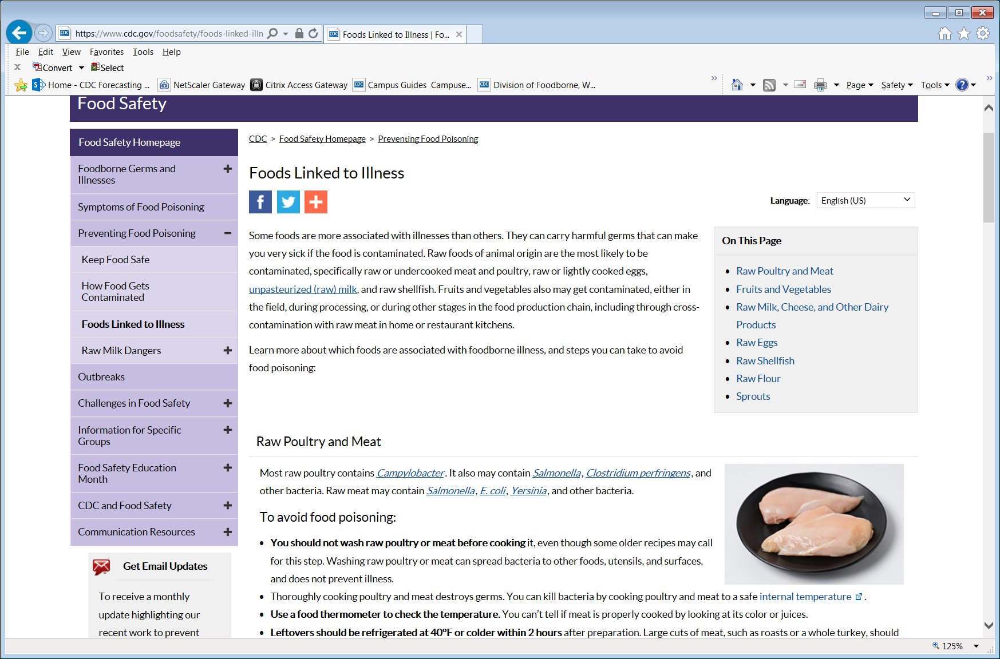 https://www.cdc.gov/foodsafety/foods-linked-illn
CDC Foods Linked to Illness | Fo...
File Edit View Favorites Tools Help
x Convert Select
Home - CDC Forecasting ... NetScaler Gateway Citrix Access Gateway CDC Campus Guides Campuse... CDC Division of Foodborne, W... Page Safety Tools
Food Safety
Food Safety Homepage
Foodborne Germs and
Illnesses
Symptoms of Food Poisoning
Preventing Food Poisoning
Keep Food Safe
How Food Gets
Contaminated
Foods Linked to Illness
Raw Milk Dangers
Outbreaks
Challenges in Food Safety
Information for Specific
Groups
Food Safety Education
Month
CDC and Food Safety
Communication Resources
Get Email Updates
To receive a monthly
update highlighting our
recent work to prevent
CDC > Food Safety Homepage > Preventing Food Poisoning
Foods Linked to Illness
Language: English (US)
Some foods are more associated with illnesses than others. They can carry harmful germs that can make
you very sick if the food is contaminated. Raw foods of animal origin are the most likely to be
contaminated, specifically raw or undercooked meat and poultry, raw or lightly cooked eggs,
unpasteurized (raw) milk, and raw shellfish. Fruits and vegetables also may get contaminated, either in
the field, during processing, or during other stages in the food production chain, including through cross-
contamination with raw meat in home or restaurant kitchens.
Learn more about which foods are associated with foodborne illness, and steps you can take to avoid
food poisoning:
On This Page
• Raw Poultry and Meat
• Fruits and Vegetables
• Raw Milk, Cheese, and Other Dairy
Products
• Raw Eggs
• Raw Shellfish
• Raw Flour
• Sprouts
Raw Poultry and Meat
Most raw poultry contains Campylobacter. It also may contain Salmonella, Clostridium perfringens, and
other bacteria. Raw meat may contain Salmonella, E. coli, Yersinia, and other bacteria.
To avoid food poisoning:
• You should not wash raw poultry or meat before cooking it, even though some older recipes may call
for this step. Washing raw poultry or meat can spread bacteria to other foods, utensils, and surfaces,
and does not prevent illness.
• Thoroughly cooking poultry and meat destroys germs. You can kill bacteria by cooking poultry and meat to a safe internal temperature.
• Use a food thermometer to check the temperature. You can't tell if meat is properly cooked by looking at its color or juices.
• Leftovers should be refrigerated at 40°F or colder within 2 hours after preparation. Large cuts of meat, such as roasts or a whole turkey, should
125%